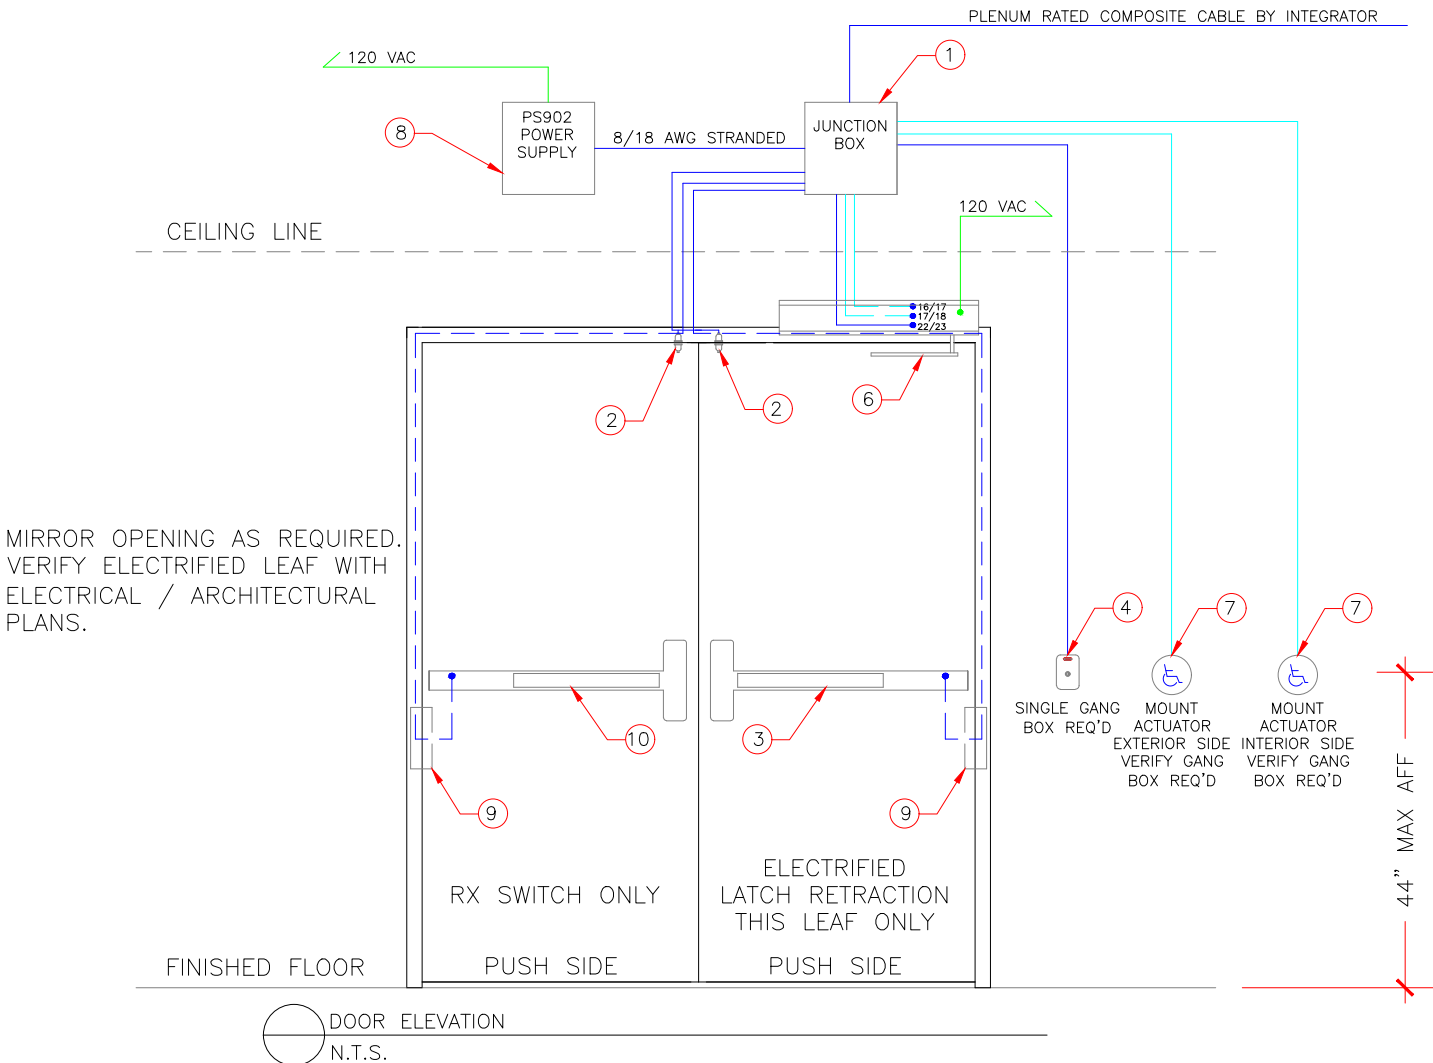 PLENUM RATED COMPOSITE CABLE BY INTEGRATOR
120 VAC
1
PS902
POWER
SUPPLY
8
8/18 AWG STRANDED
JUNCTION
BOX
120 VAC
CEILING LINE
16/17
17/18
22/23
2
2
6
MIRROR OPENING AS REQUIRED.
VERIFY ELECTRIFIED LEAF WITH
ELECTRICAL / ARCHITECTURAL
PLANS.
4
7
7
10
3
SINGLE GANG
BOX REQ'D
MOUNT
ACTUATOR
EXTERIOR SIDE
VERIFY GANG
BOX REQ'D
MOUNT
ACTUATOR
INTERIOR SIDE
VERIFY GANG
BOX REQ'D
44" MAX AFF
9
9
RX SWITCH ONLY
ELECTRIFIED
LATCH RETRACTION
THIS LEAF ONLY
FINISHED FLOOR
PUSH SIDE
PUSH SIDE
DOOR ELEVATION
N.T.S.